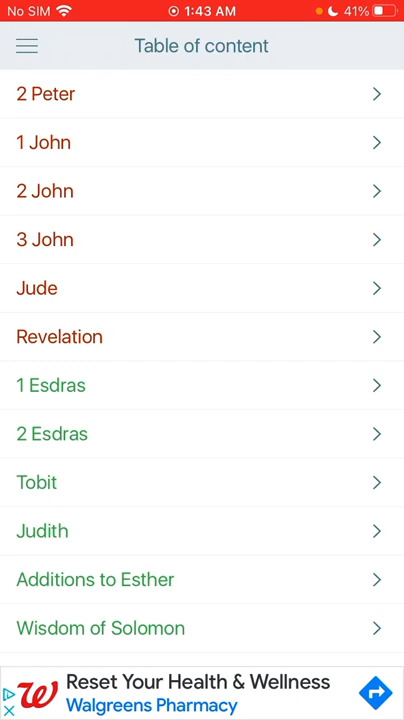 No SIM 1:43 AM 41%
Table of content
2 Peter
1 John
2 John
3 John
Jude
Revelation
1 Esdras
2 Esdras
Tobit
Judith
Additions to Esther
Wisdom of Solomon
Reset Your Health & Wellness
Walgreens Pharmacy